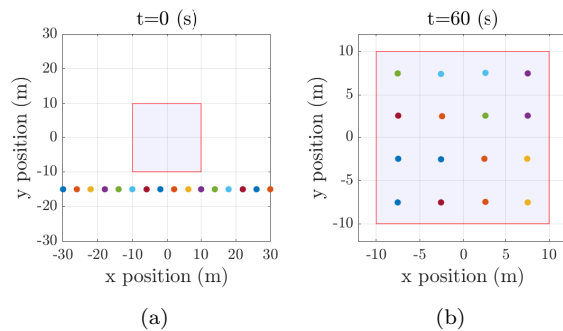 t=0 (s)
30
20
10
0
-10
-20
-30
-30 -20 -10 0 10 20 30
y position (m)
x position (m)
(a)
t=60 (s)
10
5
0
-5
-10
-10 -5 0 5 10
y position (m)
x position (m)
(b)